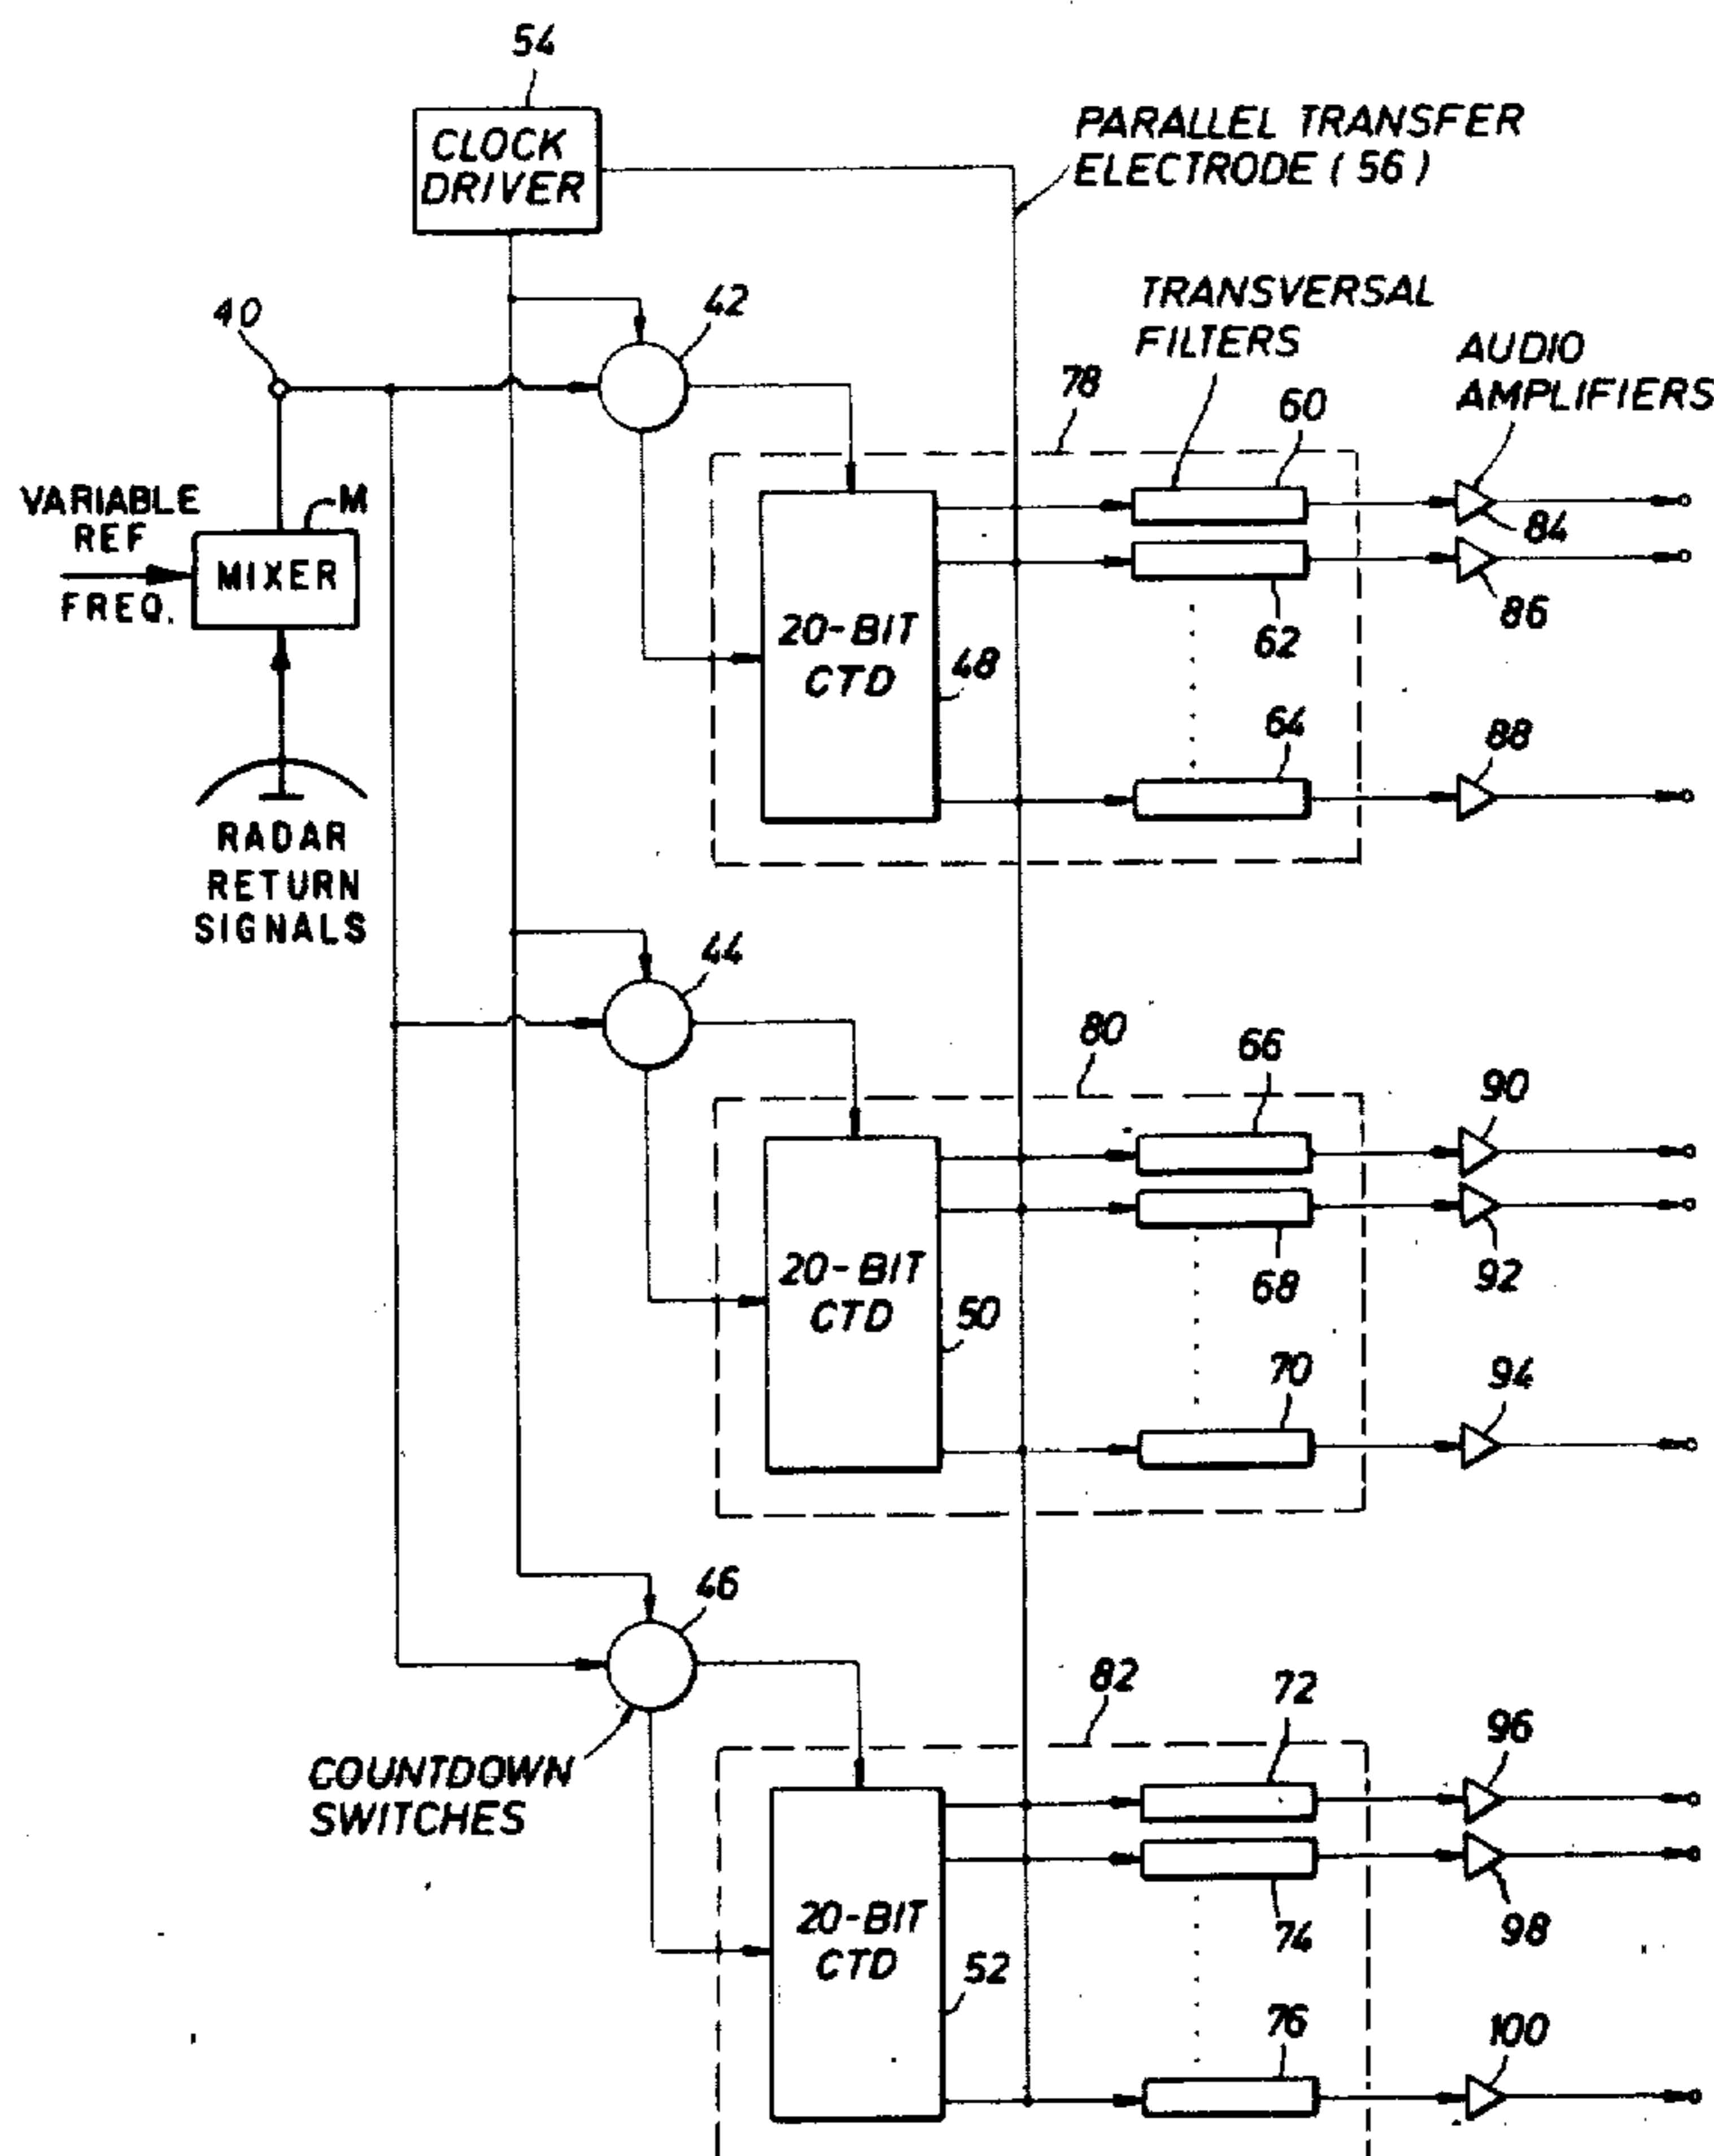 54
CLOCK
DRIVER
PARALLEL TRANSFER
ELECTRODE (56)
40
42
TRANSVERSAL
FILTERS
AUDIO
AMPLIFIERS
78
60
84
VARIABLE
REF
FREQ.
M
MIXER
86
62
20-BIT
CTD
48
64
88
RADAR
RETURN
SIGNALS
44
80
66
90
20-BIT
CTD
68
92
50
70
94
46
82
72
96
COUNTDOWN
SWITCHES
20-BIT
CTD
74
98
52
76
100